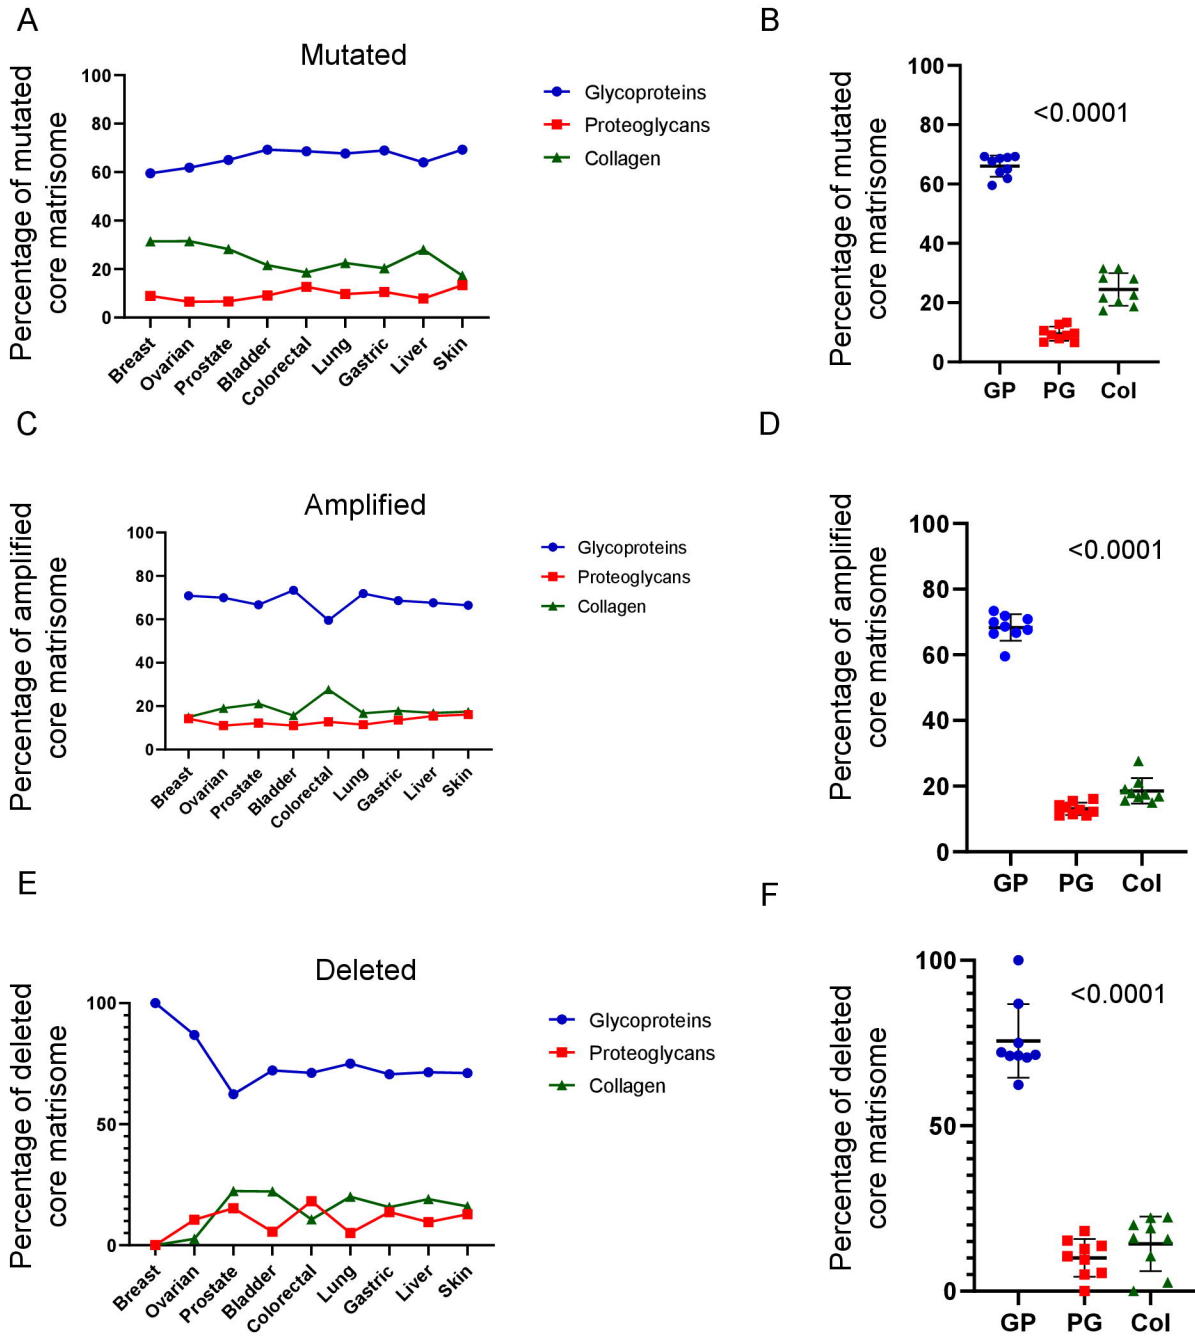 A
Mutated
Percentage of mutated
core matrisome
100
80
60
40
20
0
Breast
Ovarian
Prostate
Bladder
Colorectal
Lung
Gastric
Liver
Skin
Glycoproteins
Proteoglycans
Collagen
B
Percentage of mutated
core matrisome
100
80
60
40
20
0
<0.0001
GP
PG
Col
C
Amplified
Percentage of amplified
core matrisome
100
80
60
40
20
0
Breast
Ovarian
Prostate
Bladder
Colorectal
Lung
Gastric
Liver
Skin
Glycoproteins
Proteoglycans
Collagen
D
Percentage of amplified
core matrisome
100
80
60
40
20
0
<0.0001
GP
PG
Col
E
Deleted
Percentage of deleted
core matrisome
100
50
0
Breast
Ovarian
Prostate
Bladder
Colorectal
Lung
Gastric
Liver
Skin
Glycoproteins
Proteoglycans
Collagen
F
Percentage of deleted
core matrisome
100
50
0
<0.0001
GP
PG
Col